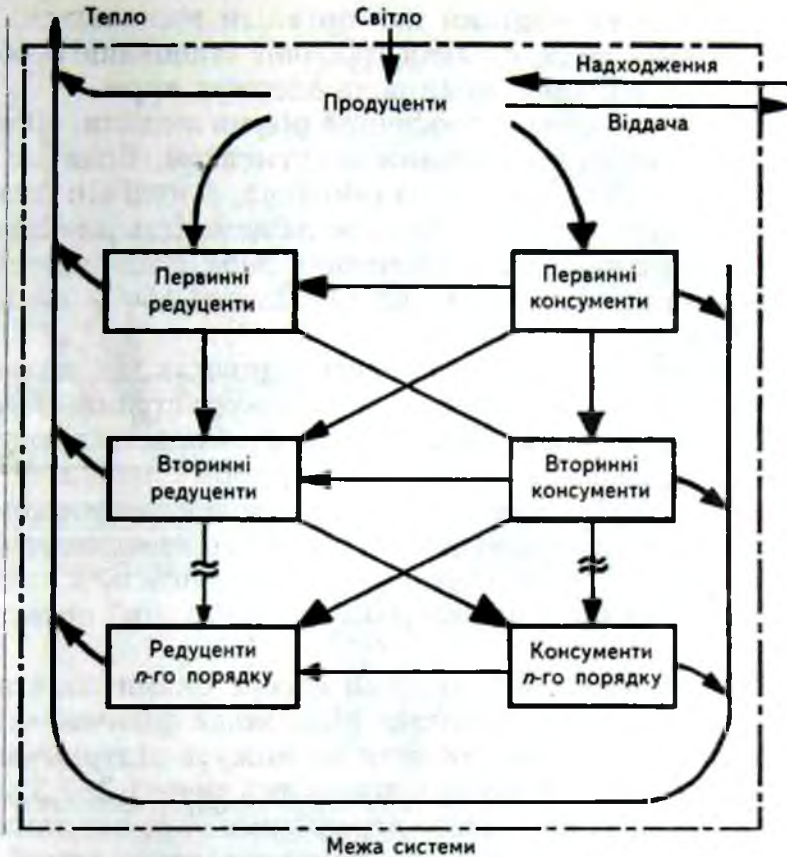 Тепло
Світло
Надходження
Продуценти
Віддача
Первинні
редуценти
Первинні
консументи
Вторинні
редуценти
Вторинні
консументи
Редуценти
n-го порядку
Консументи
n-го порядку
Межа системи